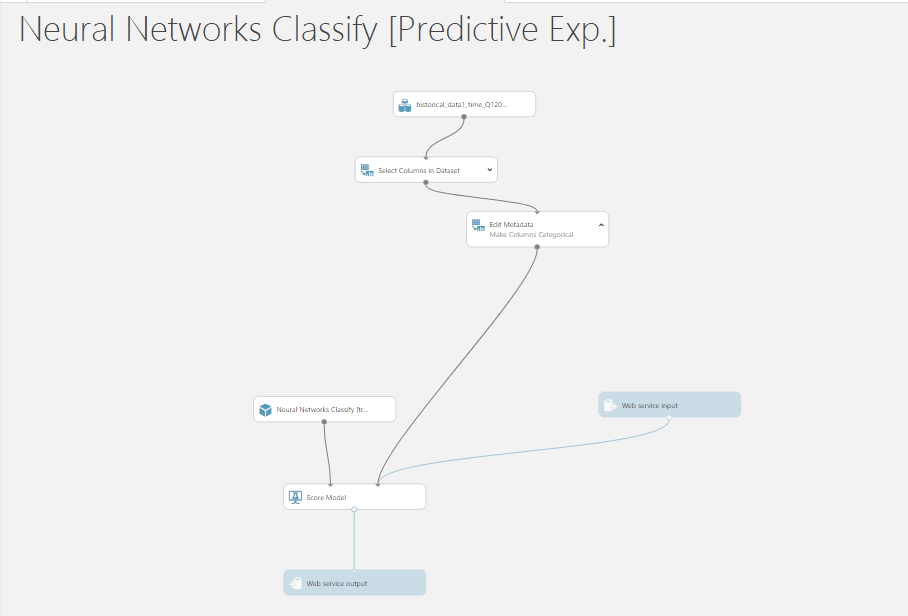 Neural Networks Classify [Predictive Exp.]
historical_data1_time_Q120...
Select Columns in Dataset
Edit Metadata
Make Columns Categorical
Neural Networks Classify [tr...
Web service input
Score Model
Web service output